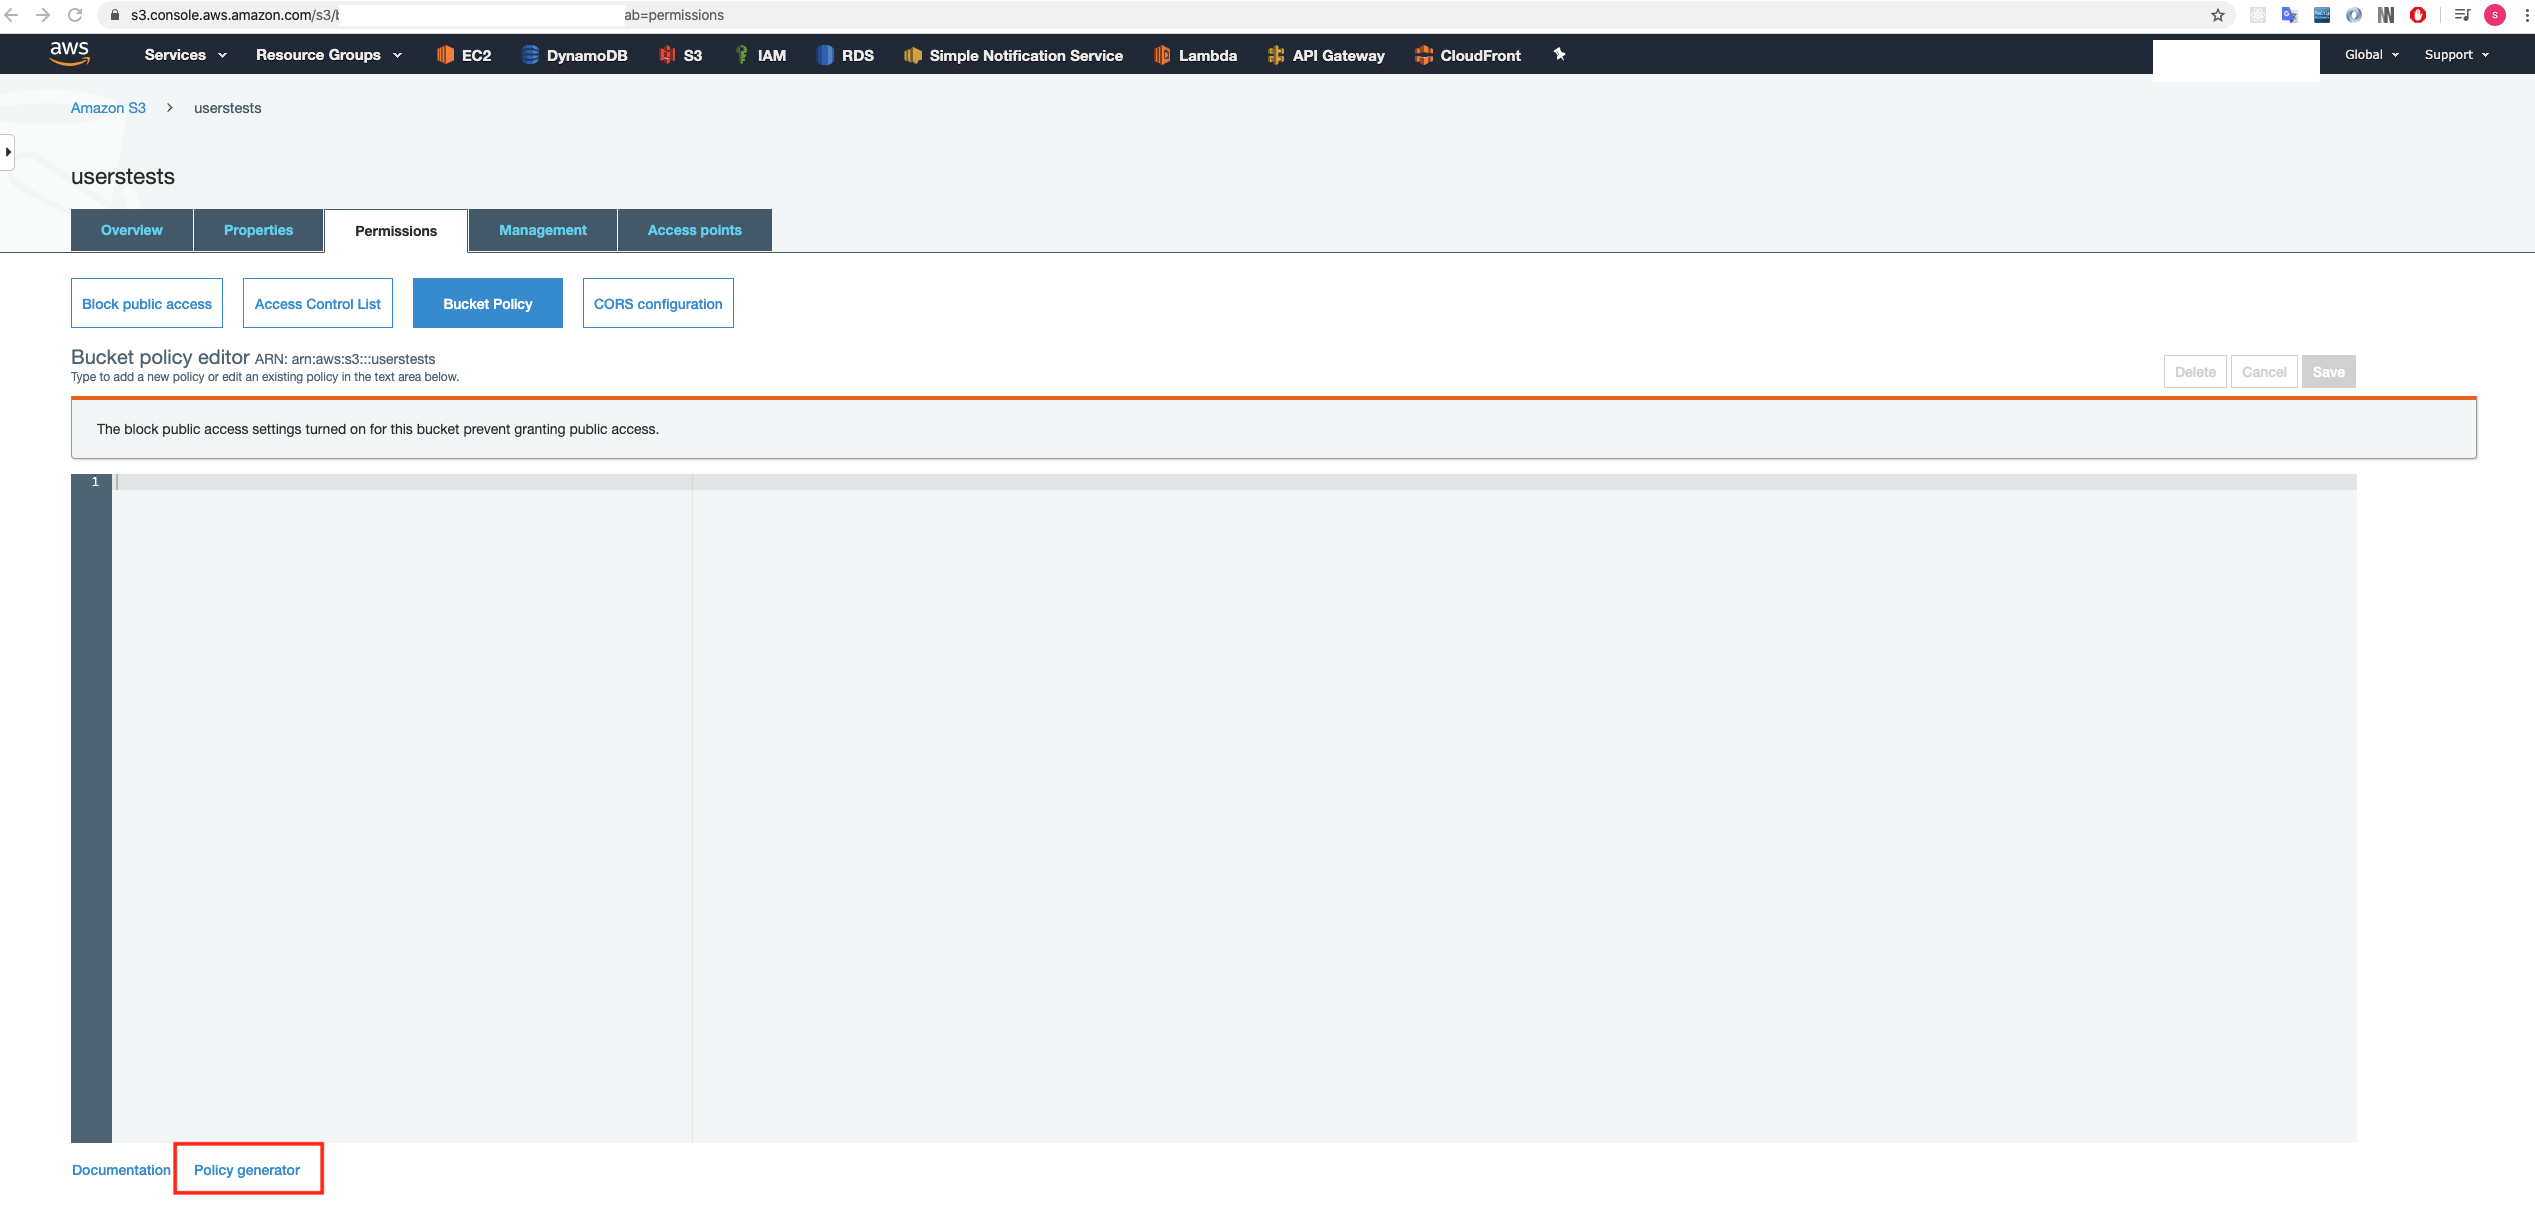 s3.console.aws.amazon.com/s3/b ab=permissions
aws Services Resource Groups EC2 DynamoDB S3 IAM RDS Simple Notification Service Lambda API Gateway CloudFront Global Support
Amazon S3 > userstests
userstests
Overview Properties Permissions Management Access points
Block public access Access Control List Bucket Policy CORS configuration
Bucket policy editor ARN: arn:aws:s3:::userstests
Type to add a new policy or edit an existing policy in the text area below.
Delete Cancel Save
The block public access settings turned on for this bucket prevent granting public access.
1
Documentation Policy generator